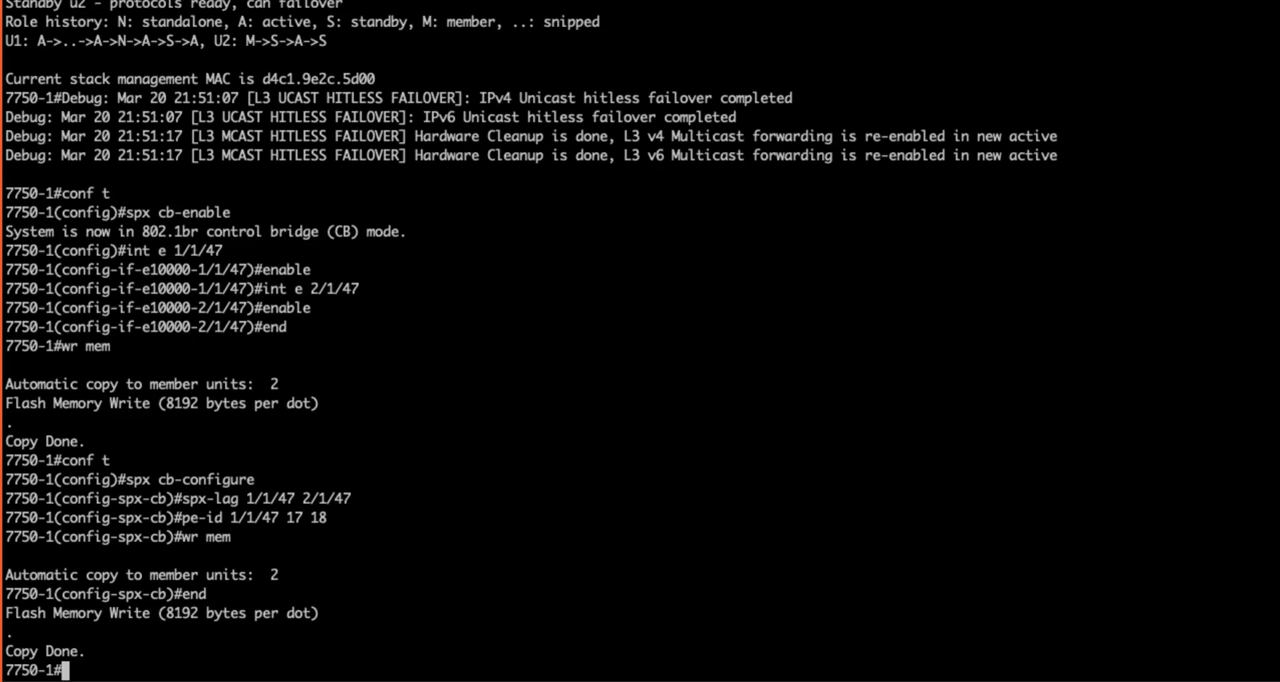 Standby u2 - protocols ready, can failover
Role history: N: standalone, A: active, S: standby, M: member, ..: snipped
U1: A->..->A->N->A->S->A, U2: M->S->A->S
Current stack management MAC is d4c1.9e2c.5d00
7750-1#Debug: Mar 20 21:51:07 [L3 UCAST HITLESS FAILOVER]: IPv4 Unicast hitless failover completed
Debug: Mar 20 21:51:07 [L3 UCAST HITLESS FAILOVER]: IPv6 Unicast hitless failover completed
Debug: Mar 20 21:51:17 [L3 MCAST HITLESS FAILOVER] Hardware Cleanup is done, L3 v4 Multicast forwarding is re-enabled in new active
Debug: Mar 20 21:51:17 [L3 MCAST HITLESS FAILOVER] Hardware Cleanup is done, L3 v6 Multicast forwarding is re-enabled in new active
7750-1#conf t
7750-1(config)#spx cb-enable
System is now in 802.1br control bridge (CB) mode.
7750-1(config)#int e 1/1/47
7750-1(config-if-e10000-1/1/47)#enable
7750-1(config-if-e10000-1/1/47)#int e 2/1/47
7750-1(config-if-e10000-2/1/47)#enable
7750-1(config-if-e10000-2/1/47)#end
7750-1#wr mem
Automatic copy to member units:  2
Flash Memory Write (8192 bytes per dot)
.
Copy Done.
7750-1#conf t
7750-1(config)#spx cb-configure
7750-1(config-spx-cb)#spx-lag 1/1/47 2/1/47
7750-1(config-spx-cb)#pe-id 1/1/47 17 18
7750-1(config-spx-cb)#wr mem
Automatic copy to member units:  2
7750-1(config-spx-cb)#end
Flash Memory Write (8192 bytes per dot)
.
Copy Done.
7750-1#